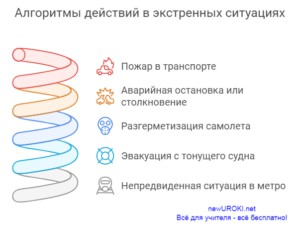 Алгоритмы действий в экстренных ситуациях
Пожар в транспорте
Аварийная остановка или
столкновение
Разгерметизация самолета
Эвакуация с тонущего судна
Непредвиденная ситуация в метро
newUROKI.net
Всё для учителя - всё бесплатно!